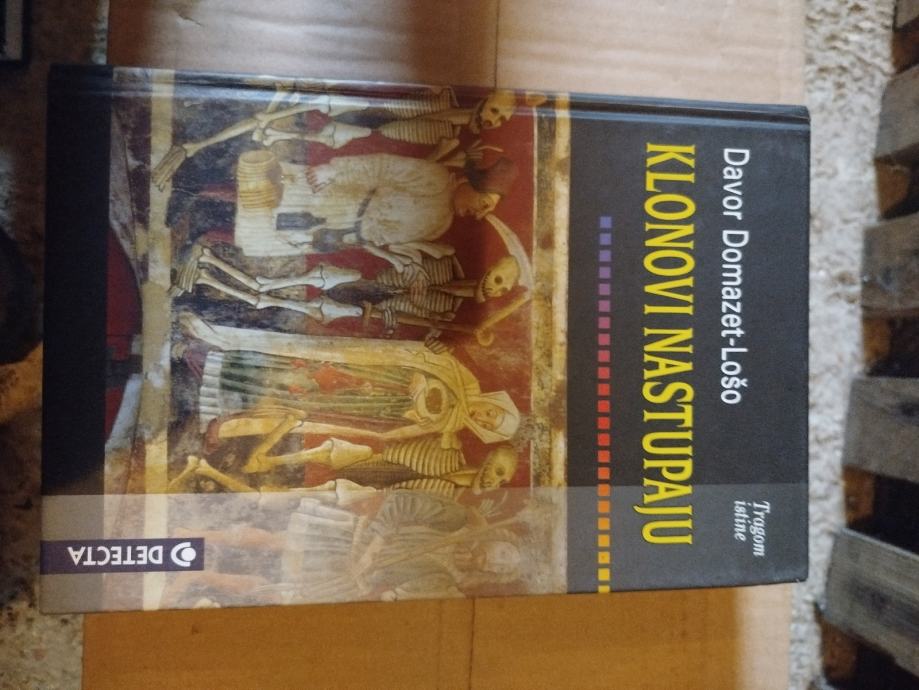 Davor Domazet-Lošo
KLONOVI NASTUPAJU
Tragom
istine
DETECTA